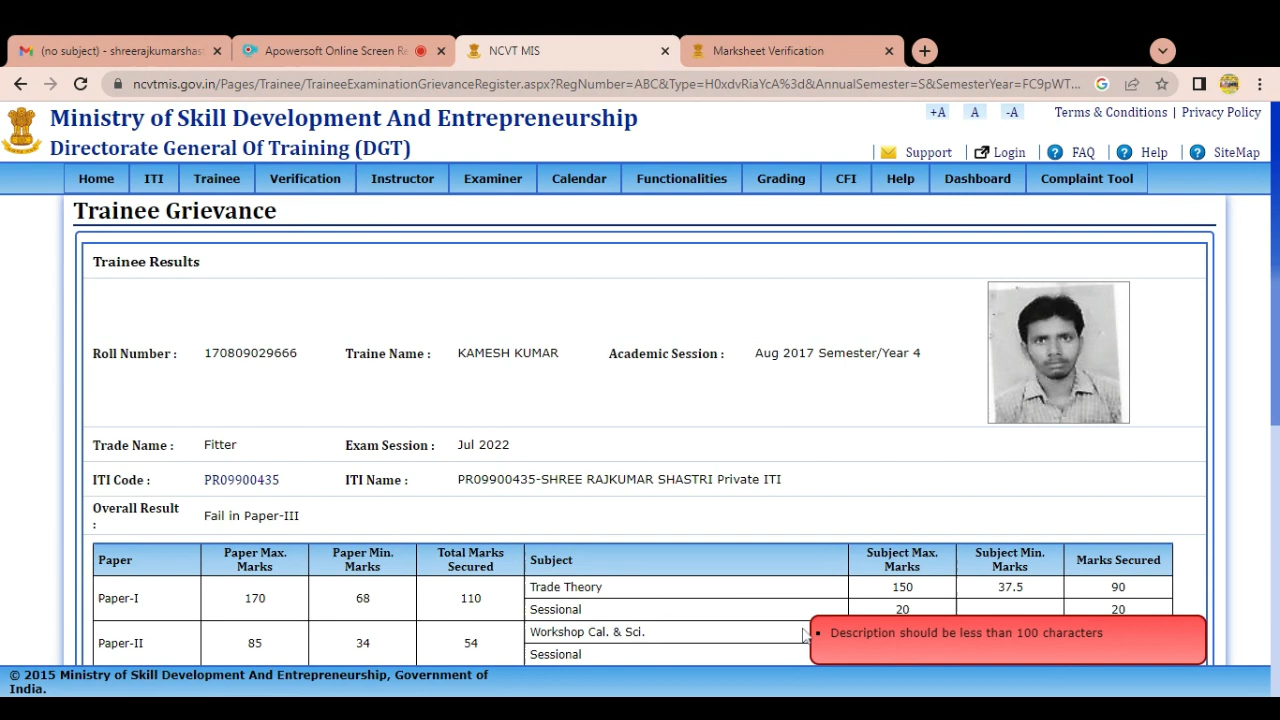 (no subject) - shreerajkumarshas
Apowersoft Online Screen Re
NCVT MIS
Marksheet Verification
ncvtmis.gov.in/Pages/Trainee/TraineeExaminationGrievanceRegister.aspx?RegNumber=ABC&Type=H0xdvRiaYcA%3d&AnnualSemester=S&SemesterYear=FC9pWT...
Ministry of Skill Development And Entrepreneurship
+A A -A Terms & Conditions | Privacy Policy
Directorate General Of Training (DGT)
| Support | Login | FAQ | Help | SiteMap
Home ITI Trainee Verification Instructor Examiner Calendar Functionalities Grading CFI Help Dashboard Complaint Tool
Trainee Grievance
Trainee Results
Roll Number : 170809029666 Traine Name : KAMESH KUMAR Academic Session : Aug 2017 Semester/Year 4
Trade Name : Fitter Exam Session : Jul 2022
ITI Code : PR09900435 ITI Name : PR09900435-SHREE RAJKUMAR SHASTRI Private ITI
Overall Result
: Fail in Paper-III
Paper Paper Max. Marks Paper Min. Marks Total Marks Secured Subject Subject Max. Marks Subject Min. Marks Marks Secured
Paper-I 170 68 110 Trade Theory 150 37.5 90
Sessional 20 20
Paper-II 85 34 54 Workshop Cal. & Sci.
Sessional
Description should be less than 100 characters
© 2015 Ministry of Skill Development And Entrepreneurship, Government of
India.